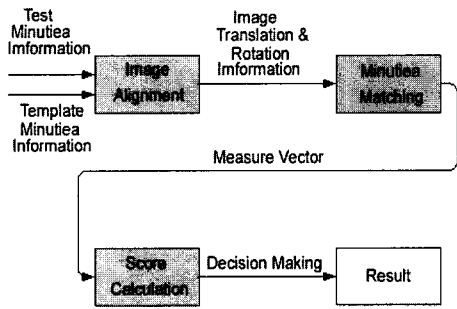 Test
Minutiea
Imformation
Image
Alignment
Template
Minutiea
Information
Image
Translation &
Rotation
Imformation
Minutiea
Matching
Measure Vector
Score
Calculation
Decision Making
Result